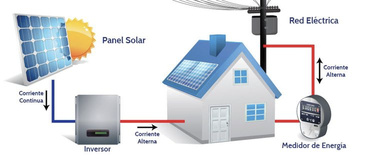 Red Eléctrica
Panel Solar
Corriente
Alterna
Corriente
Continua
Corriente
Alterna
Inversor
Medidor de Energía